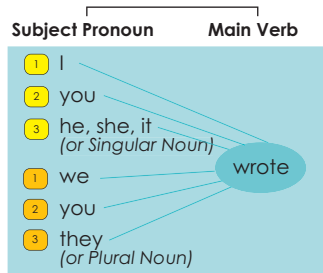 Subject Pronoun Main Verb
1 I
2 you
3 he, she, it
(or Singular Noun)
wrote
1 we
2 you
3 they
(or Plural Noun)